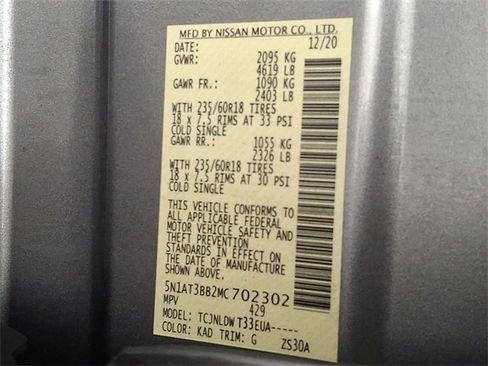 MFD BY NISSAN MOTOR CO., LTD.
DATE: 12/20
GVWR: 2095 KG
4619 LB
GAWR FR.: 1090 KG
2403 LB
WITH 235/60R18 TIRES
18 x 7.5 RIMS AT 33 PSI
COLD SINGLE
GAWR RR.: 1055 KG
2326 LB
WITH 235/60R18 TIRES
18 x 7.5 RIMS AT 30 PSI
COLD SINGLE
THIS VEHICLE CONFORMS TO
ALL APPLICABLE FEDERAL
MOTOR VEHICLE SAFETY AND
THEFT PREVENTION
STANDARDS IN EFFECT ON
THE DATE OF MANUFACTURE
SHOWN ABOVE.
5N1AT3BB2MC702302
MPV 429
MODEL: TCJNLDW T33EUA-----
COLOR: KAD TRIM: G ZS30A